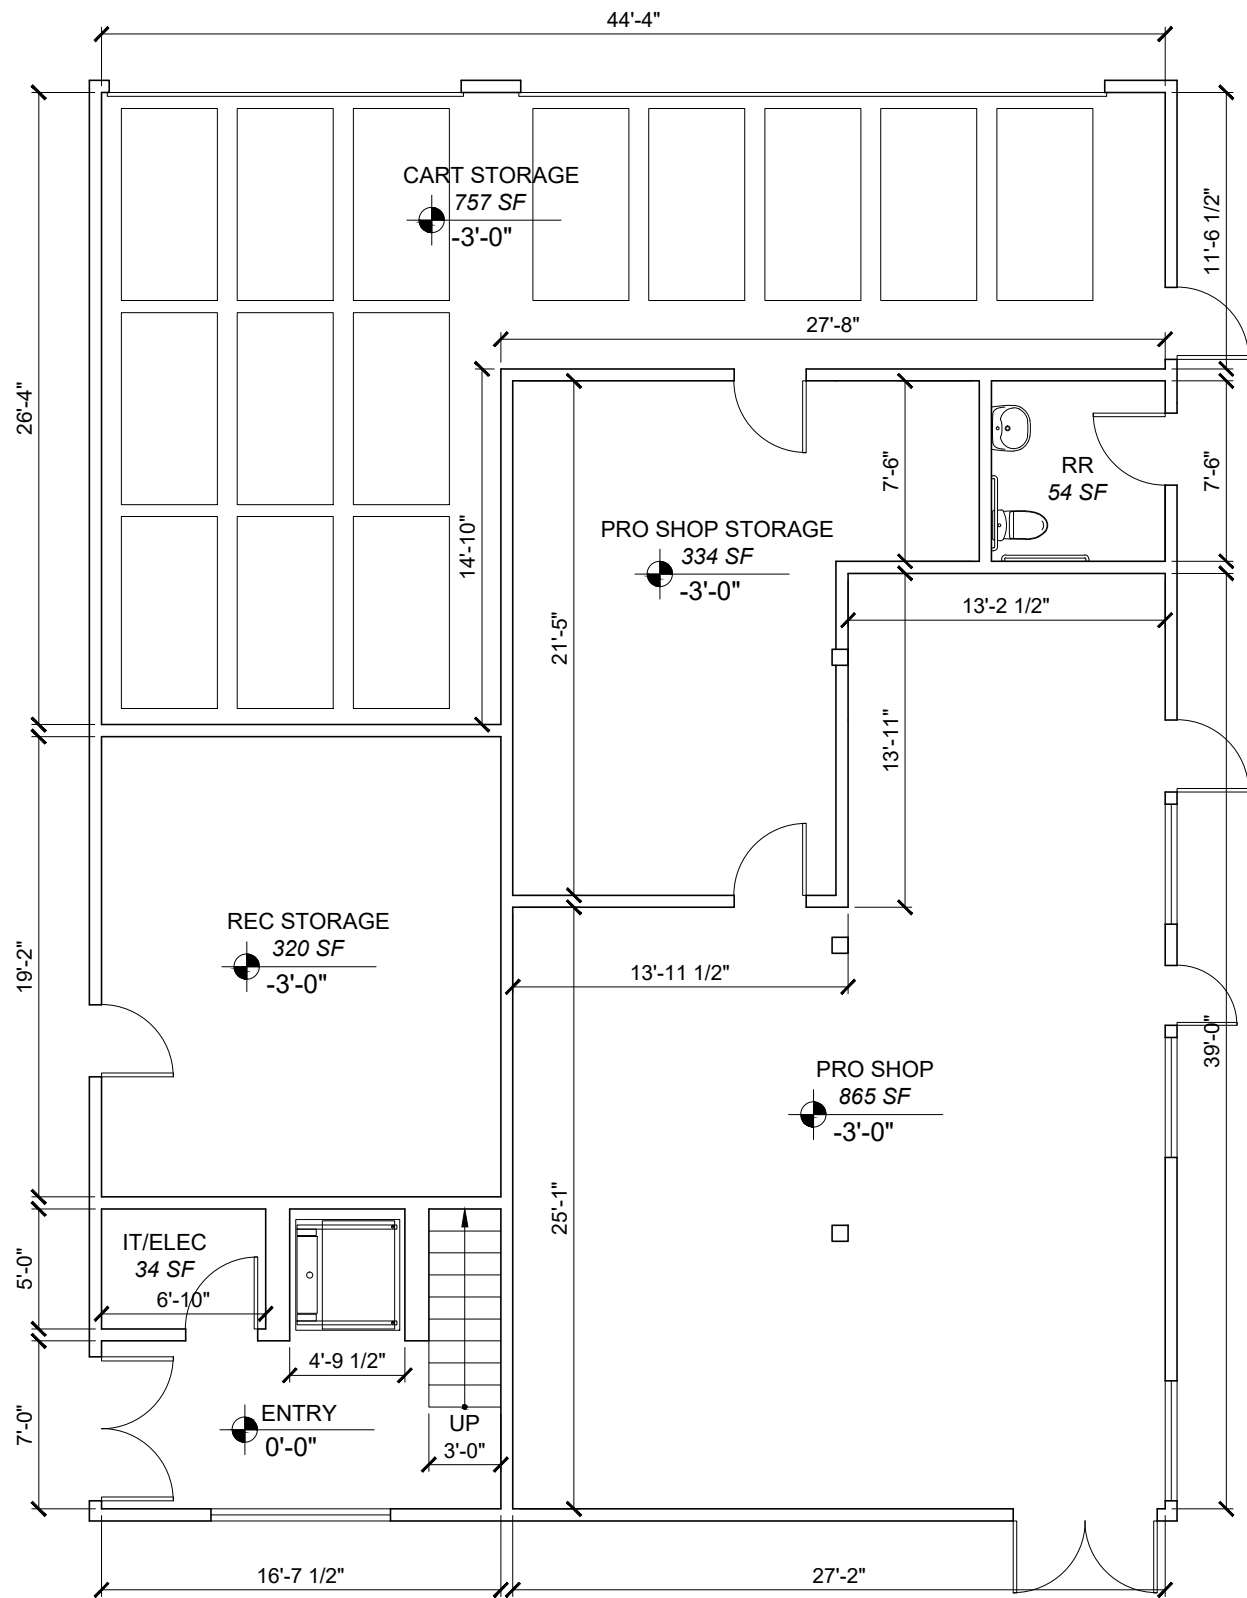 44'-4"
CART STORAGE
757 SF
-3'-0"
11'-6 1/2"
27'-8"
26'-4"
14'-10"
7'-6"
RR
54 SF
7'-6"
PRO SHOP STORAGE
334 SF
-3'-0"
13'-2 1/2"
21'-5"
13'-11"
REC STORAGE
320 SF
-3'-0"
19'-2"
13'-11 1/2"
39'-0"
PRO SHOP
865 SF
-3'-0"
25'-1"
IT/ELEC
34 SF
6'-10"
5'-0"
4'-9 1/2"
7'-0"
ENTRY
0'-0"
UP
3'-0"
16'-7 1/2"
27'-2"